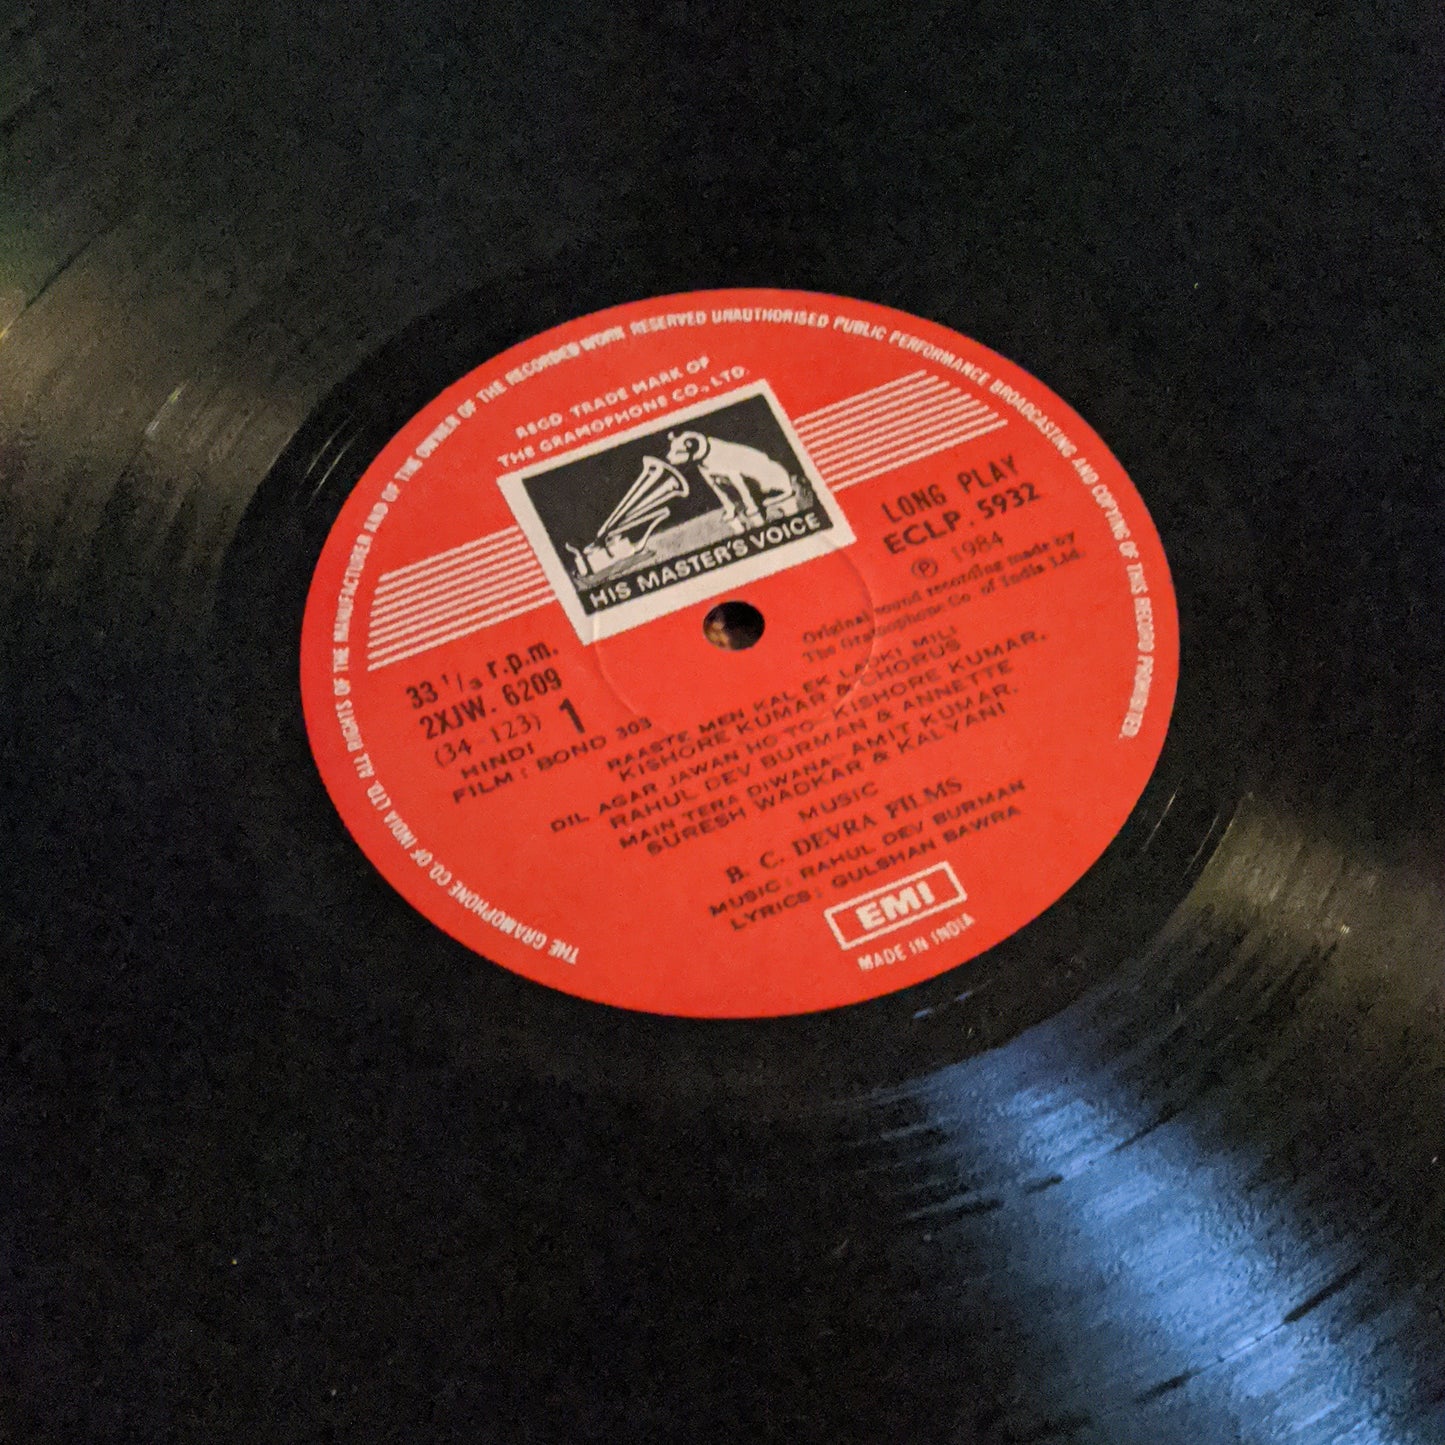 THE GRAMOPHONE CO. OF INDIA LTD. ALL RIGHTS OF THE MANUFACTURER AND OF THE OWNER OF THE RECORDED WORK RESERVED UNAUTHORISED PUBLIC PERFORMANCE BROADCASTING AND COPYING OF THIS RECORD PROHIBITED.
REGD. TRADE MARK OF
THE GRAMOPHONE CO., LTD.
HIS MASTER'S VOICE
LONG PLAY
ECLP. 5932
℗ 1984
Original sound recording made by
The Gramophone Co. of India Ltd.
33 1/3 r.p.m.
2XJW. 6209
(34-123) 1
HINDI
FILM : BOND 303
RAASTE MEN KAL EK LADKI MILI
KISHORE KUMAR & CHORUS
DIL AGAR JAWAN HO TO- KISHORE KUMAR,
RAHUL DEV BURMAN & ANNETTE
MAIN TERA DIWANA- AMIT KUMAR,
SURESH WADKAR & KALYANI
MUSIC
B. C. DEVRA FILMS
MUSIC : RAHUL DEV BURMAN
LYRICS : GULSHAN BAWRA
EMI
MADE IN INDIA